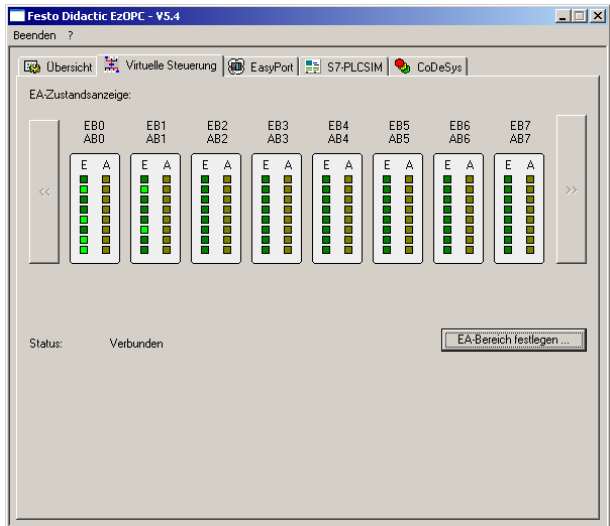 Festo Didactic EzOPC - V5.4
Beenden ?
Übersicht Virtuelle Steuerung EasyPort S7-PLCSIM CoDeSys
EA-Zustandsanzeige:
EB0 EB1 EB2 EB3 EB4 EB5 EB6 EB7
AB0 AB1 AB2 AB3 AB4 AB5 AB6 AB7
E A E A E A E A E A E A E A E A
<< >>
Status: Verbunden EA-Bereich festlegen ...